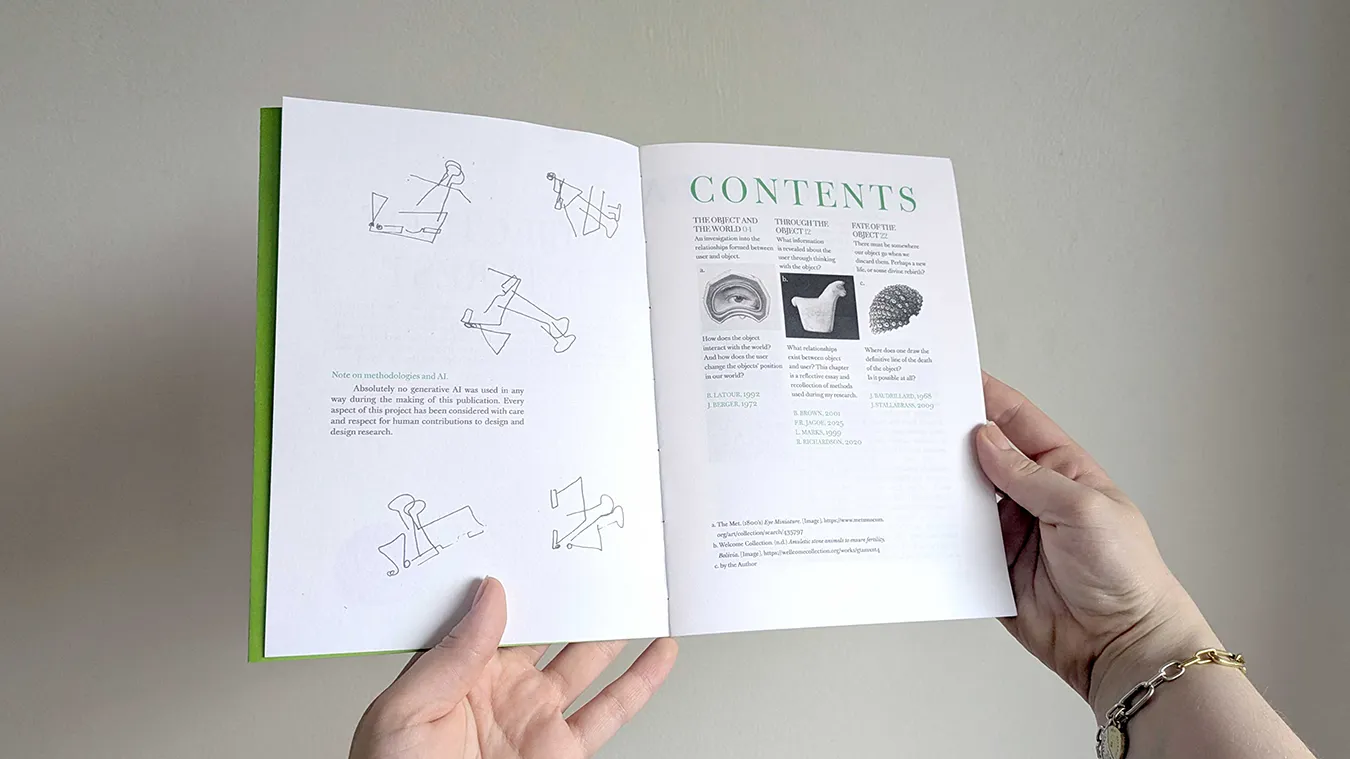 Note on methodologies and AI.
Absolutely no generative AI was used in any
way during the making of this publication. Every
aspect of this project has been considered with care
and respect for human contributions to design and
design research.
CONTENTS
THE OBJECT AND
THE WORLD 04
An invesigation into the
relationships formed between
user and object.
a.
How does the object
interact with the world?
And how does the user
change the objects' position
in our world?
B. LATOUR, 1992
J. BERGER, 1972
THROUGH THE
OBJECT 12
What information
is revealed about the
user through thinking
with the object?
b.
What relationships
exist between object
and user? This chapter
is a reflective essay and
recollection of methods
used during my research.
B. BROWN, 2001
P.R. JAGOE, 2025
L. MARKS, 1999
B. RICHARDSON, 2020
FATE OF THE
OBJECT 22
There must be somewhere
our object go when we
discard them. Perhaps a new
life, or some divine rebirth?
c.
Where does one draw the
definitive line of the death
of the object?
Is it possible at all?
J. BAUDRILLARD, 1968
J. STALLABRASS, 2009
a. The Met. (1800's) Eye Miniature. [Image]. https://www.metmuseum.
org/art/collection/search/435797
b. Welcome Collection. (n.d.) Amuletic stone animals to ensure fertility,
Bolivia. [Image]. https://wellcomecollection.org/works/
c. by the Author